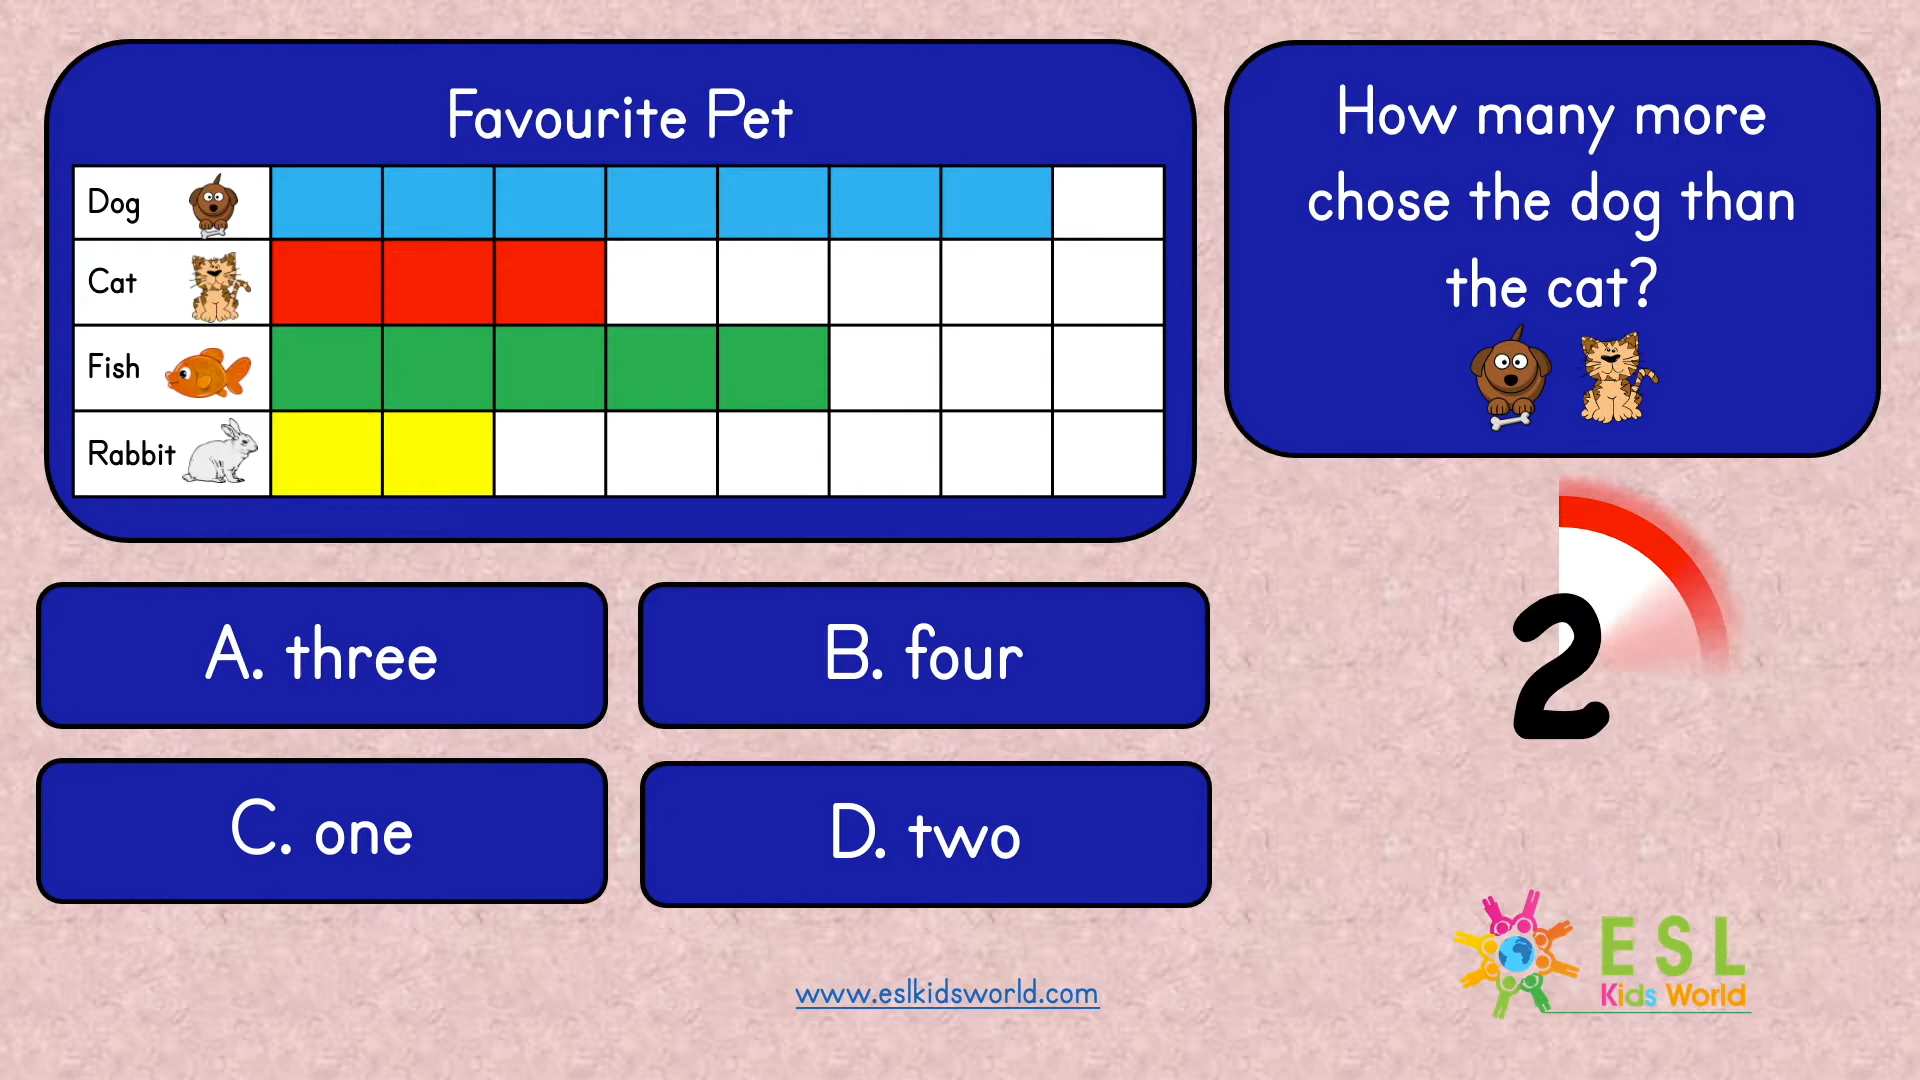 Favourite Pet
Dog
Cat
Fish
Rabbit
How many more
chose the dog than
the cat?
2
A. three
B. four
C. one
D. two
www.eslkidsworld.com
ESL
Kids World